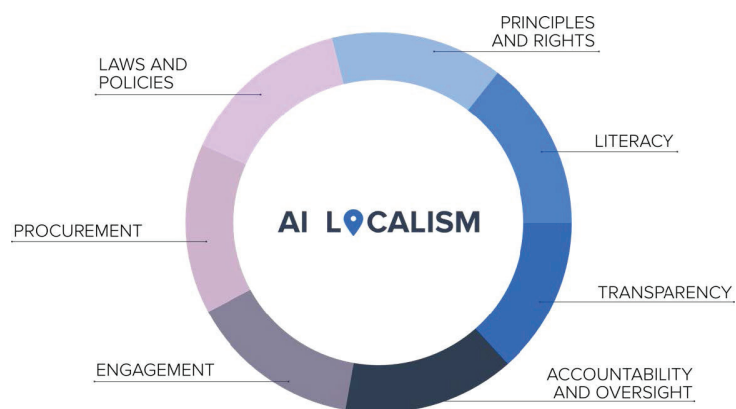 PRINCIPLES
AND RIGHTS
LAWS AND
POLICIES
LITERACY
AI LOCALISM
PROCUREMENT
TRANSPARENCY
ENGAGEMENT
ACCOUNTABILITY
AND OVERSIGHT